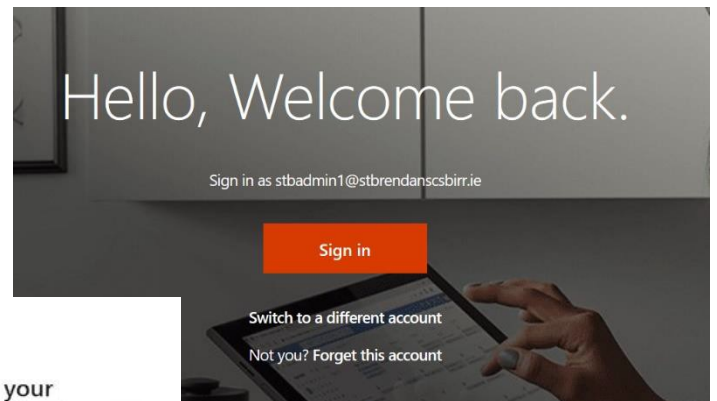 Hello, Welcome back.
Sign in as stbadmin1@stbrendanscsbirr.ie
Sign in
Switch to a different account
Not you? Forget this account
your